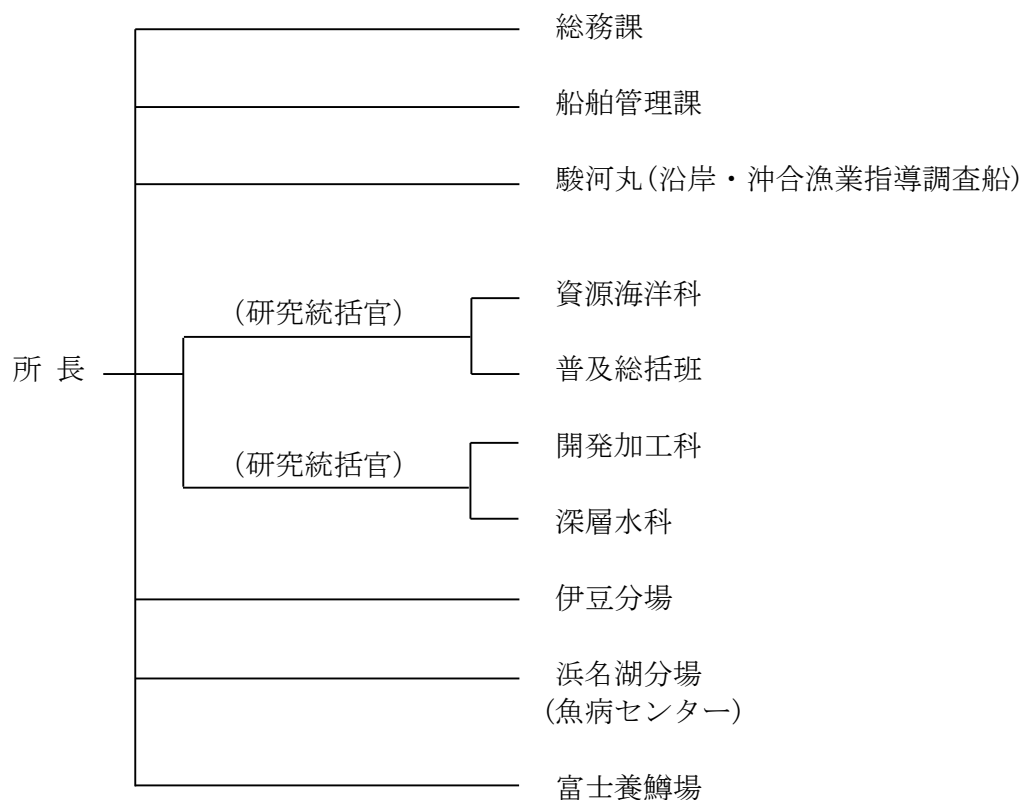 総務課
船舶管理課
駿河丸(沿岸・沖合漁業指導調査船)
(研究統括官)
資源海洋科
所 長
普及総括班
(研究統括官)
開発加工科
深層水科
伊豆分場
浜名湖分場
(魚病センター)
富士養鱒場